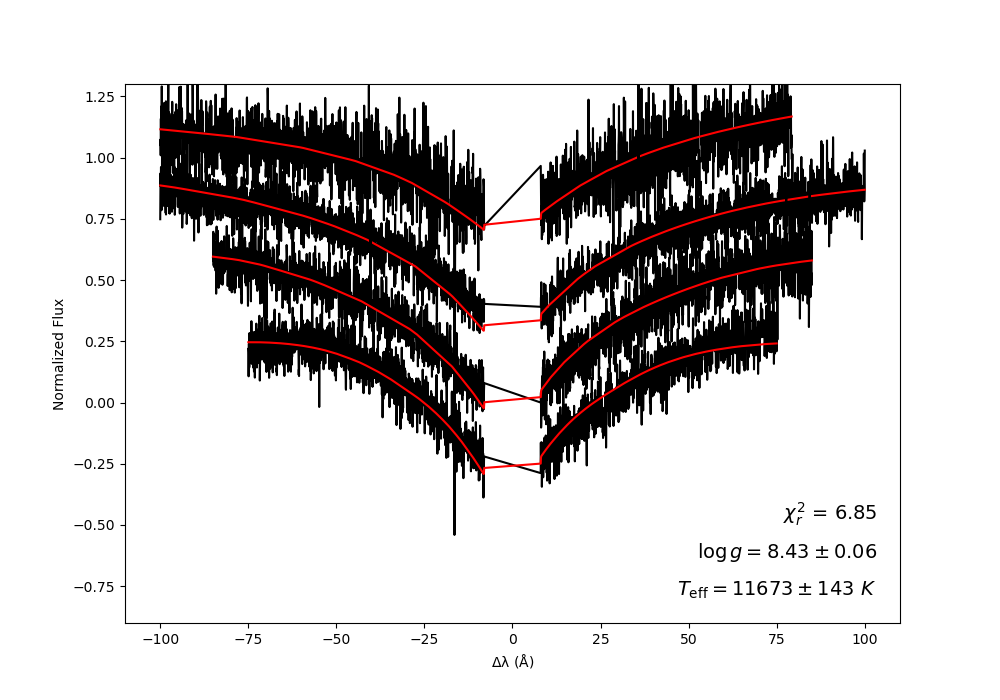 1.25
1.00
0.75
0.50
0.25
0.00
−0.25
−0.50
−0.75
Normalized Flux
χ²ᵣ = 6.85
log g = 8.43 ± 0.06
T_eff = 11673 ± 143 K
−100 −75 −50 −25 0 25 50 75 100
Δλ (Å)